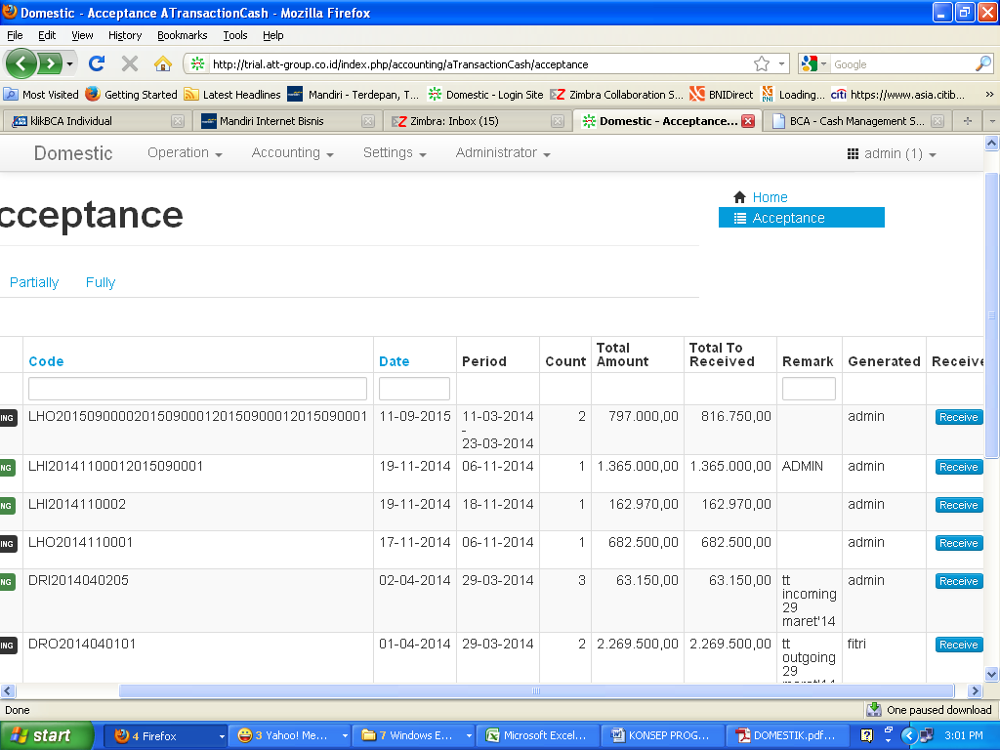 Domestic - Acceptance ATransactionCash - Mozilla Firefox
File Edit View History Bookmarks Tools Help
http://trial.att-group.co.id/index.php/accounting/aTransactionCash/acceptance
Google
Most Visited Getting Started Latest Headlines Mandiri - Terdepan, T... Domestic - Login Site Zimbra Collaboration S... BNIDirect Loading... citi https://www.asia.citib... »
klikBCA Individual Mandiri Internet Bisnis Zimbra: Inbox (15) Domestic - Acceptance... BCA - Cash Management S...
Domestic Operation Accounting Settings Administrator admin (1)
Home
cceptance
Acceptance
Partially Fully
Code Date Period Count Total Amount Total To Received Remark Generated Receive
ING LHO2015090000201509000120150900012015090001 11-09-2015 11-03-2014 2 797.000,00 816.750,00 admin Receive
-
23-03-2014
NG LHI20141100012015090001 19-11-2014 06-11-2014 1 1.365.000,00 1.365.000,00 ADMIN admin Receive
NG LHI2014110002 19-11-2014 18-11-2014 1 162.970,00 162.970,00 admin Receive
ING LHO2014110001 17-11-2014 06-11-2014 1 682.500,00 682.500,00 admin Receive
NG DRI2014040205 02-04-2014 29-03-2014 3 63.150,00 63.150,00 tt admin Receive
incoming
29
maret'14
ING DRO2014040101 01-04-2014 29-03-2014 2 2.269.500,00 2.269.500,00 tt fitri Receive
outgoing
29
maret'14
Done One paused download
start 4 Firefox 3 Yahoo! Me... 7 Windows E... Microsoft Excel... KONSEP PROG... DOMESTIK.pdf... 3:01 PM